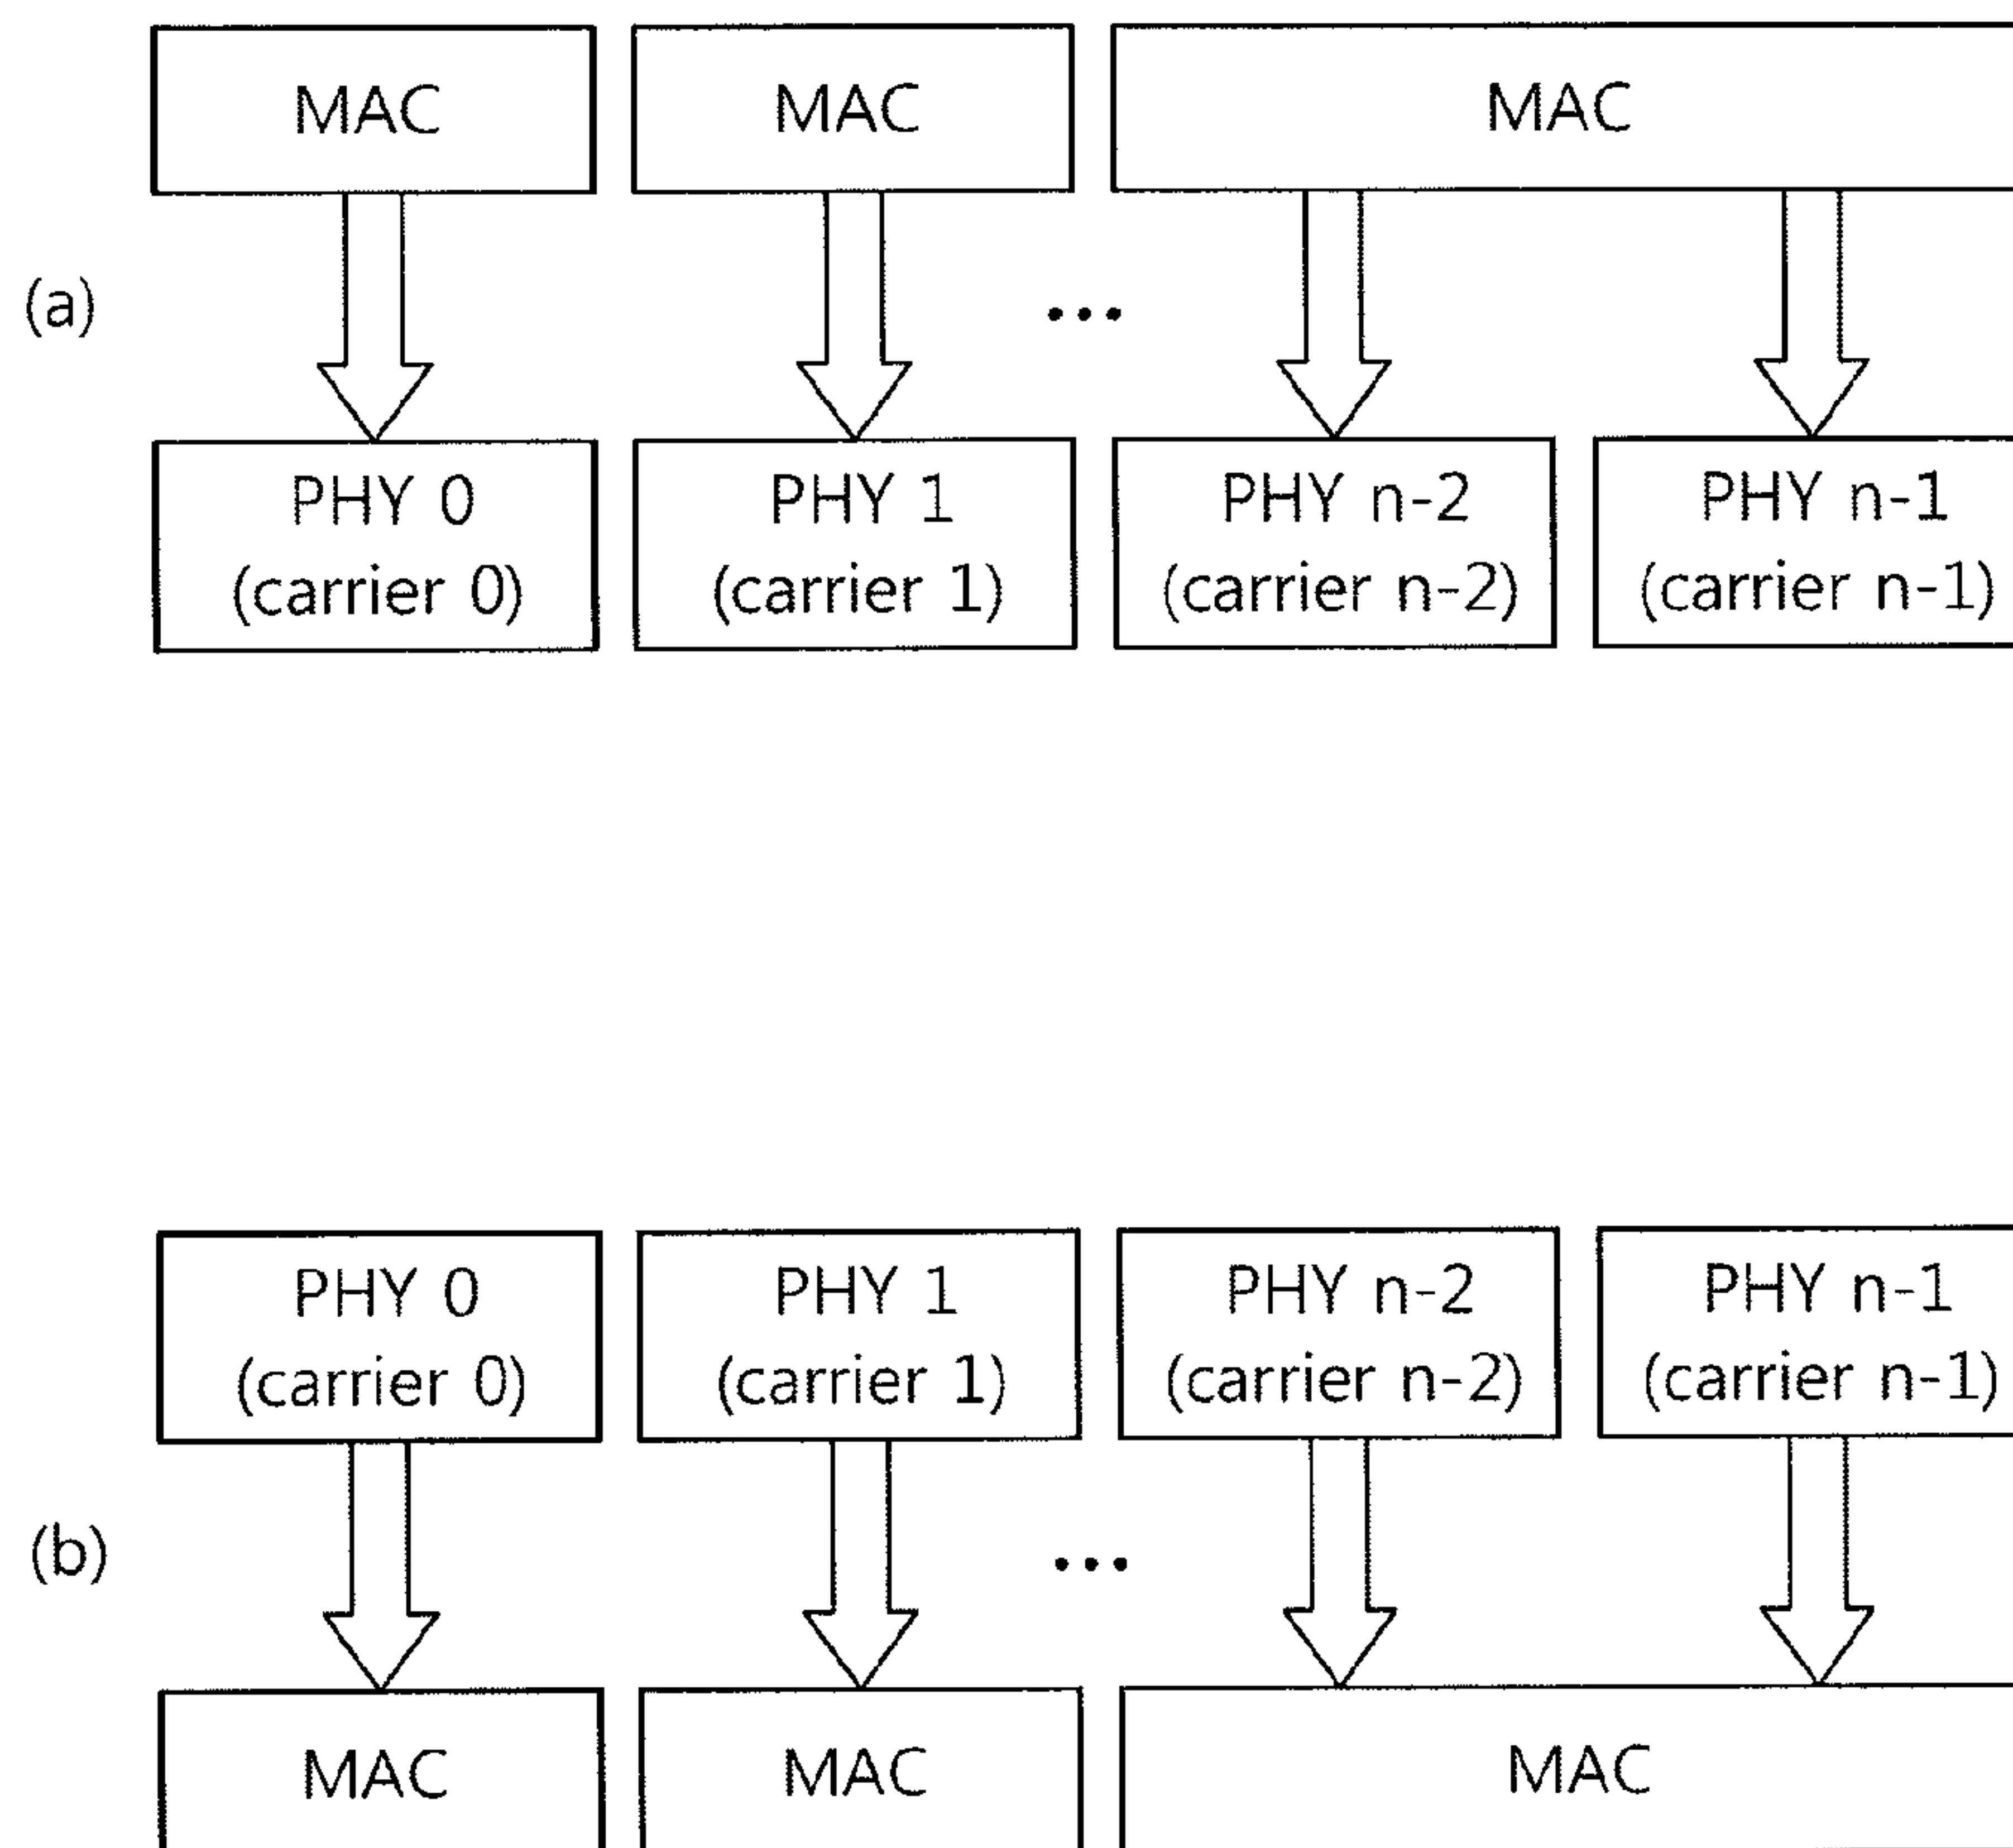 MAC MAC MAC
(a)
...
PHY 0 PHY 1 PHY n-2 PHY n-1
(carrier 0) (carrier 1) (carrier n-2) (carrier n-1)
PHY 0 PHY 1 PHY n-2 PHY n-1
(carrier 0) (carrier 1) (carrier n-2) (carrier n-1)
(b)
...
MAC MAC MAC